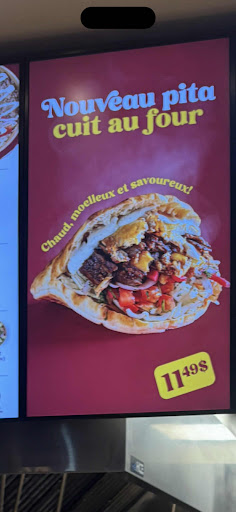 Nouveau pita
cuit au four
Chaud, moelleux et savoureux!
11 49$